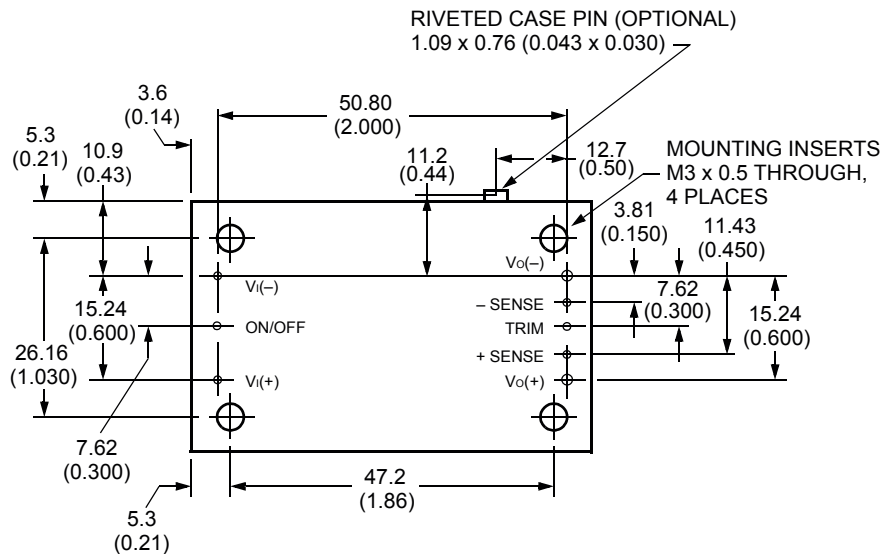 RIVETED CASE PIN (OPTIONAL)
1.09 x 0.76 (0.043 x 0.030)
3.6
(0.14)
50.80
(2.000)
5.3
(0.21)
10.9
(0.43)
11.2
(0.44)
12.7
(0.50)
MOUNTING INSERTS
M3 x 0.5 THROUGH,
4 PLACES
3.81
(0.150)
11.43
(0.450)
VO(–)
VI(–)
15.24
(0.600)
– SENSE
7.62
(0.300)
ON/OFF
TRIM
15.24
(0.600)
26.16
(1.030)
+ SENSE
VI(+)
VO(+)
7.62
(0.300)
47.2
(1.86)
5.3
(0.21)